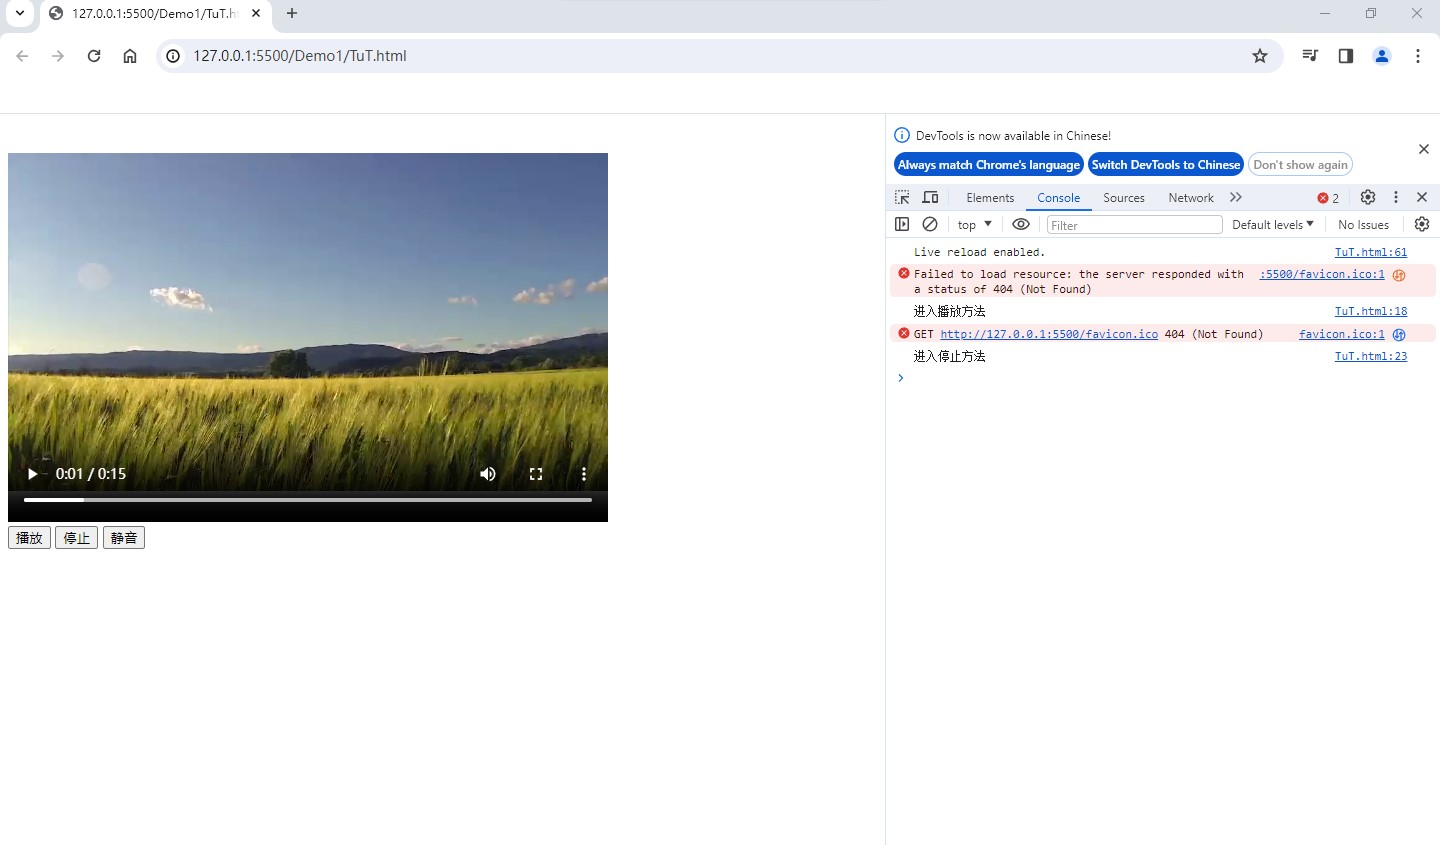 127.0.0.1:5500/Demo1/TuT.h
127.0.0.1:5500/Demo1/TuT.html
DevTools is now available in Chinese!
Always match Chrome's language
Switch DevTools to Chinese
Don't show again
Elements
Console
Sources
Network
2
top
Filter
Default levels
No Issues
Live reload enabled.
TuT.html:61
Failed to load resource: the server responded with
:5500/favicon.ico:1
a status of 404 (Not Found)
进入播放方法
TuT.html:18
GET http://127.0.0.1:5500/favicon.ico 404 (Not Found)
favicon.ico:1
进入停止方法
TuT.html:23
0:01 / 0:15
播放
停止
静音